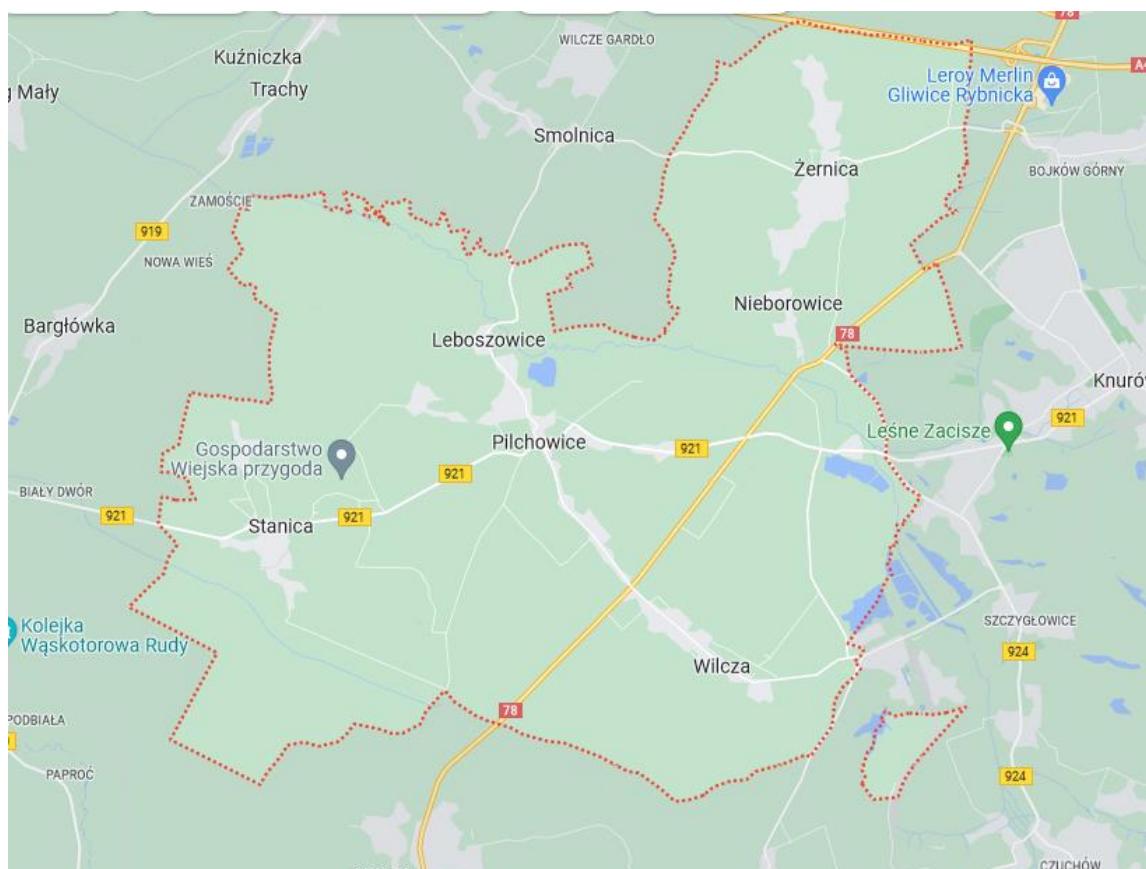 78
WILCZE GARDŁO
Kuźniczka
Trachy
g Mały
A4
Leroy Merlin
Gliwice Rybnicka
Smolnica
Żernica
BOJKÓW GÓRNY
ZAMOŚCIE
919
NOWA WIEŚ
Bargłówka
Nieborowice
78
Leboszowice
Knuró
921
Leśne Zacisze
Pilchowice
921
Gospodarstwo
Wiejska przygoda
921
BIAŁY DWÓR
921
921
Stanica
Kolejka
Wąskotorowa Rudy
SZCZYGŁOWICE
924
Wilcza
78
PODBIAŁA
PAPROĆ
924
CZUCHÓW